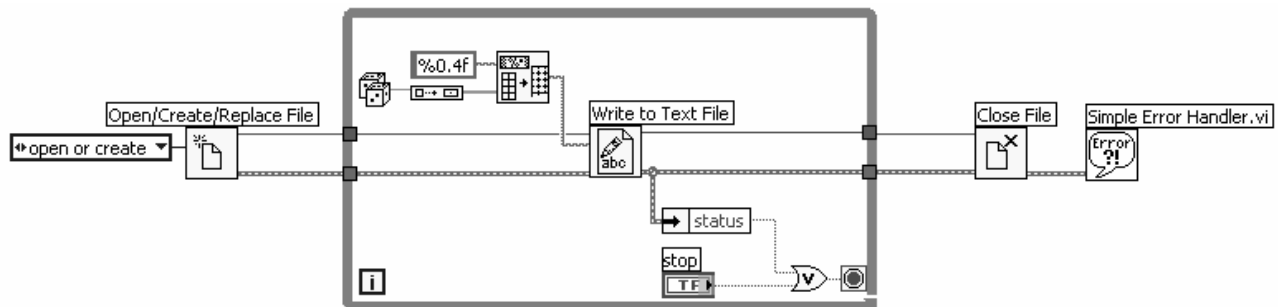 %0.4f
Open/Create/Replace File
Write to Text File
Close File
Simple Error Handler.vi
open or create
abc
Error
?!
status
stop
TF
i